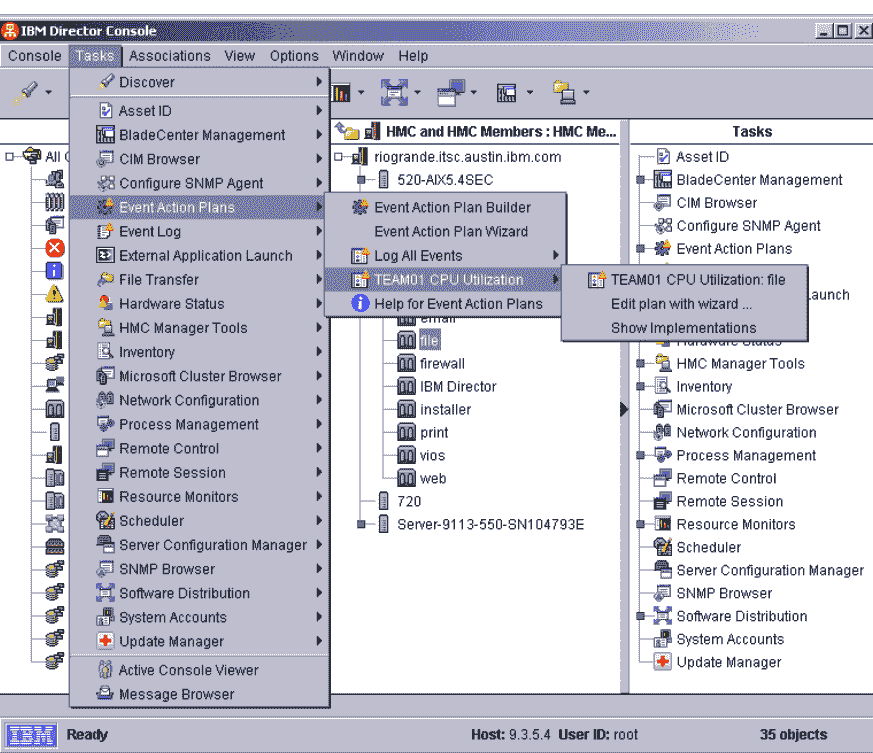 IBM Director Console
Console Tasks Associations View Options Window Help
Discover
Asset ID
BladeCenter Management
CIM Browser
Configure SNMP Agent
Event Action Plans
Event Log
External Application Launch
File Transfer
Hardware Status
HMC Manager Tools
Inventory
Microsoft Cluster Browser
Network Configuration
Process Management
Remote Control
Remote Session
Resource Monitors
Scheduler
Server Configuration Manager
SNMP Browser
Software Distribution
System Accounts
Update Manager
Active Console Viewer
Message Browser
All
Event Action Plan Builder
Event Action Plan Wizard
Log All Events
TEAM01 CPU Utilization
Help for Event Action Plans
TEAM01 CPU Utilization: file
Edit plan with wizard ...
Show Implementations
HMC and HMC Members : HMC Me...
riogrande.itsc.austin.ibm.com
520-AIX5.4SEC
email
file
firewall
IBM Director
installer
print
vios
web
720
Server-9113-550-SN104793E
Tasks
Asset ID
BladeCenter Management
CIM Browser
Configure SNMP Agent
Event Action Plans
aunch
Hardware Status
HMC Manager Tools
Inventory
Microsoft Cluster Browser
Network Configuration
Process Management
Remote Control
Remote Session
Resource Monitors
Scheduler
Server Configuration Manager
SNMP Browser
Software Distribution
System Accounts
Update Manager
IBM Ready Host: 9.3.5.4 User ID: root 35 objects